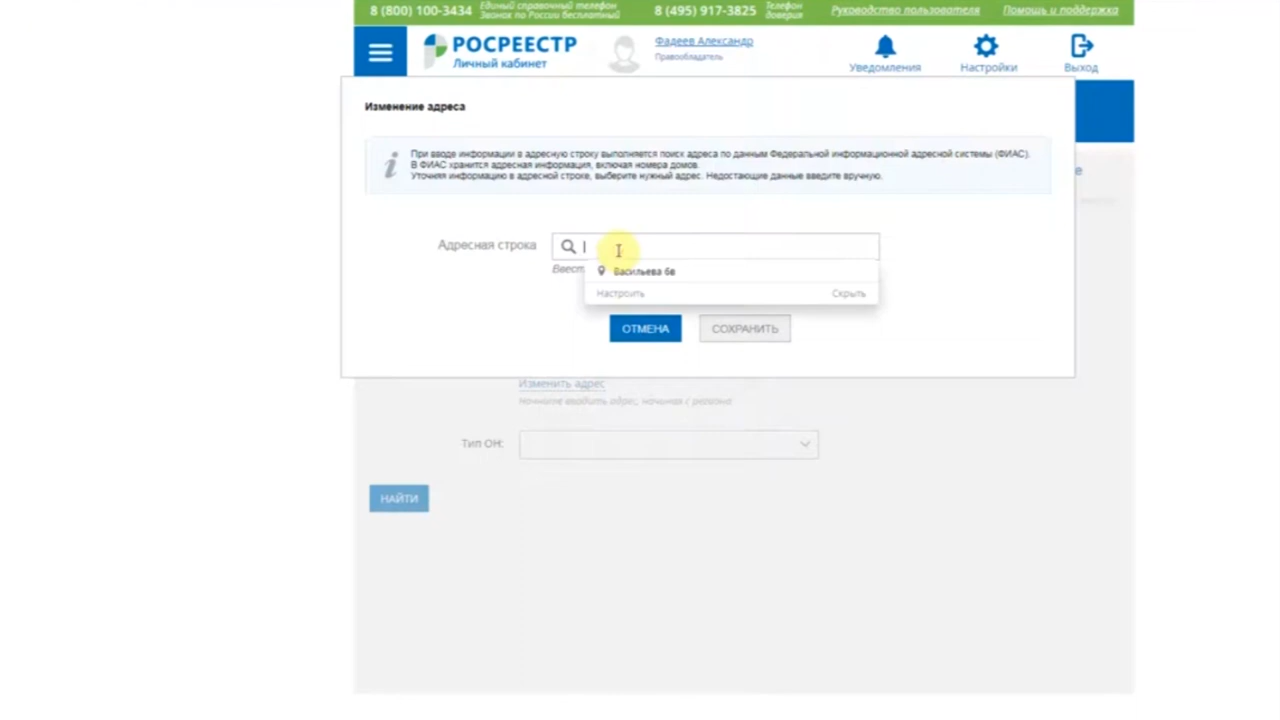 8 (800) 100-3434 Единый справочный телефон
Звонок по России бесплатный
8 (495) 917-3825 Телефон
доверия
Руководство пользователя
Помощь и поддержка
РОСРЕЕСТР
Личный кабинет
Фадеев Александр
Правообладатель
Уведомления
Настройки
Выход
Изменение адреса
При вводе информации в адресную строку выполняется поиск адреса по данным Федеральной информационной адресной системы (ФИАС).
В ФИАС хранится адресная информация, включая номера домов.
Уточняя информацию в адресной строке, выберите нужный адрес. Недостающие данные введите вручную.
Адресная строка
Васильева 6в
Настроить
Скрыть
ОТМЕНА
СОХРАНИТЬ
Изменить адрес
Начните вводить адрес, начиная с региона
Тип ОН:
НАЙТИ